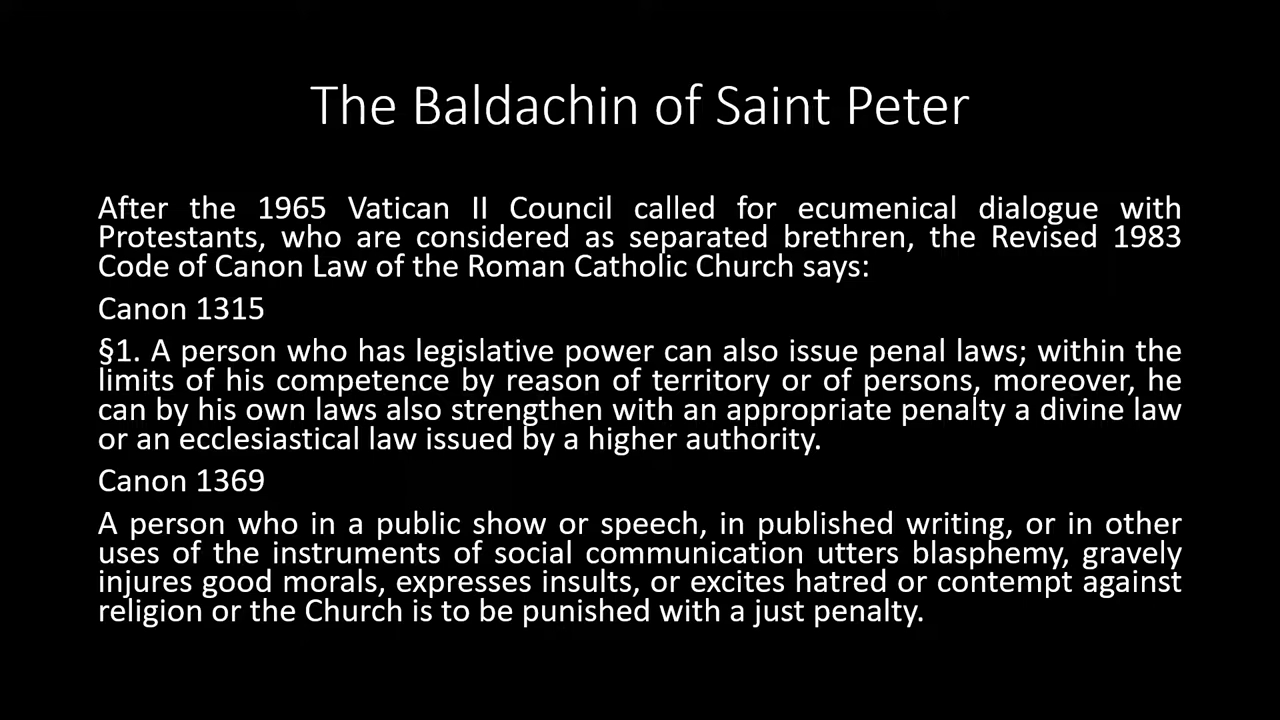 The Baldachin of Saint Peter
After the 1965 Vatican II Council called for ecumenical dialogue with
Protestants, who are considered as separated brethren, the Revised 1983
Code of Canon Law of the Roman Catholic Church says:
Canon 1315
§1. A person who has legislative power can also issue penal laws; within the
limits of his competence by reason of territory or of persons, moreover, he
can by his own laws also strengthen with an appropriate penalty a divine law
or an ecclesiastical law issued by a higher authority.
Canon 1369
A person who in a public show or speech, in published writing, or in other
uses of the instruments of social communication utters blasphemy, gravely
injures good morals, expresses insults, or excites hatred or contempt against
religion or the Church is to be punished with a just penalty.